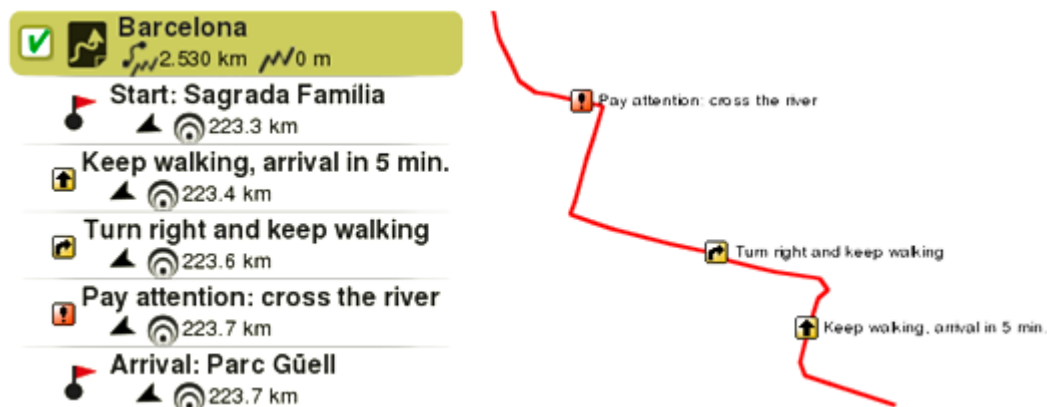 Barcelona
2.530 km 0 m
Start: Sagrada Família
223.3 km
Keep walking, arrival in 5 min.
223.4 km
Turn right and keep walking
223.6 km
Pay attention: cross the river
223.7 km
Arrival: Parc Gűell
223.7 km
Pay attention: cross the river
Turn right and keep walking
Keep walking, arrival in 5 min.